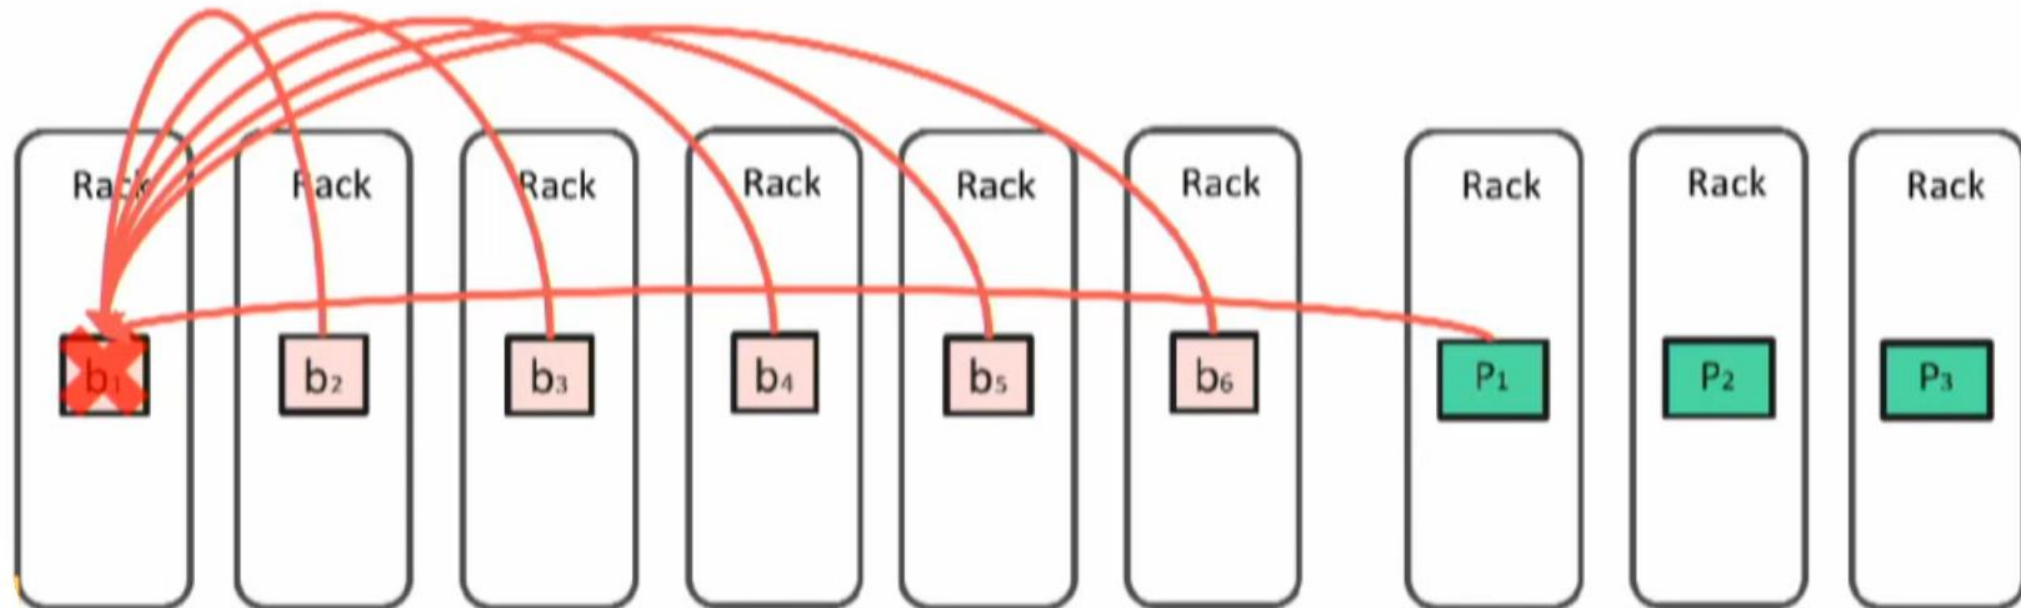 Rack Rack Rack Rack Rack Rack Rack Rack Rack
b₁ b₂ b₃ b₄ b₅ b₆ P₁ P₂ P₃